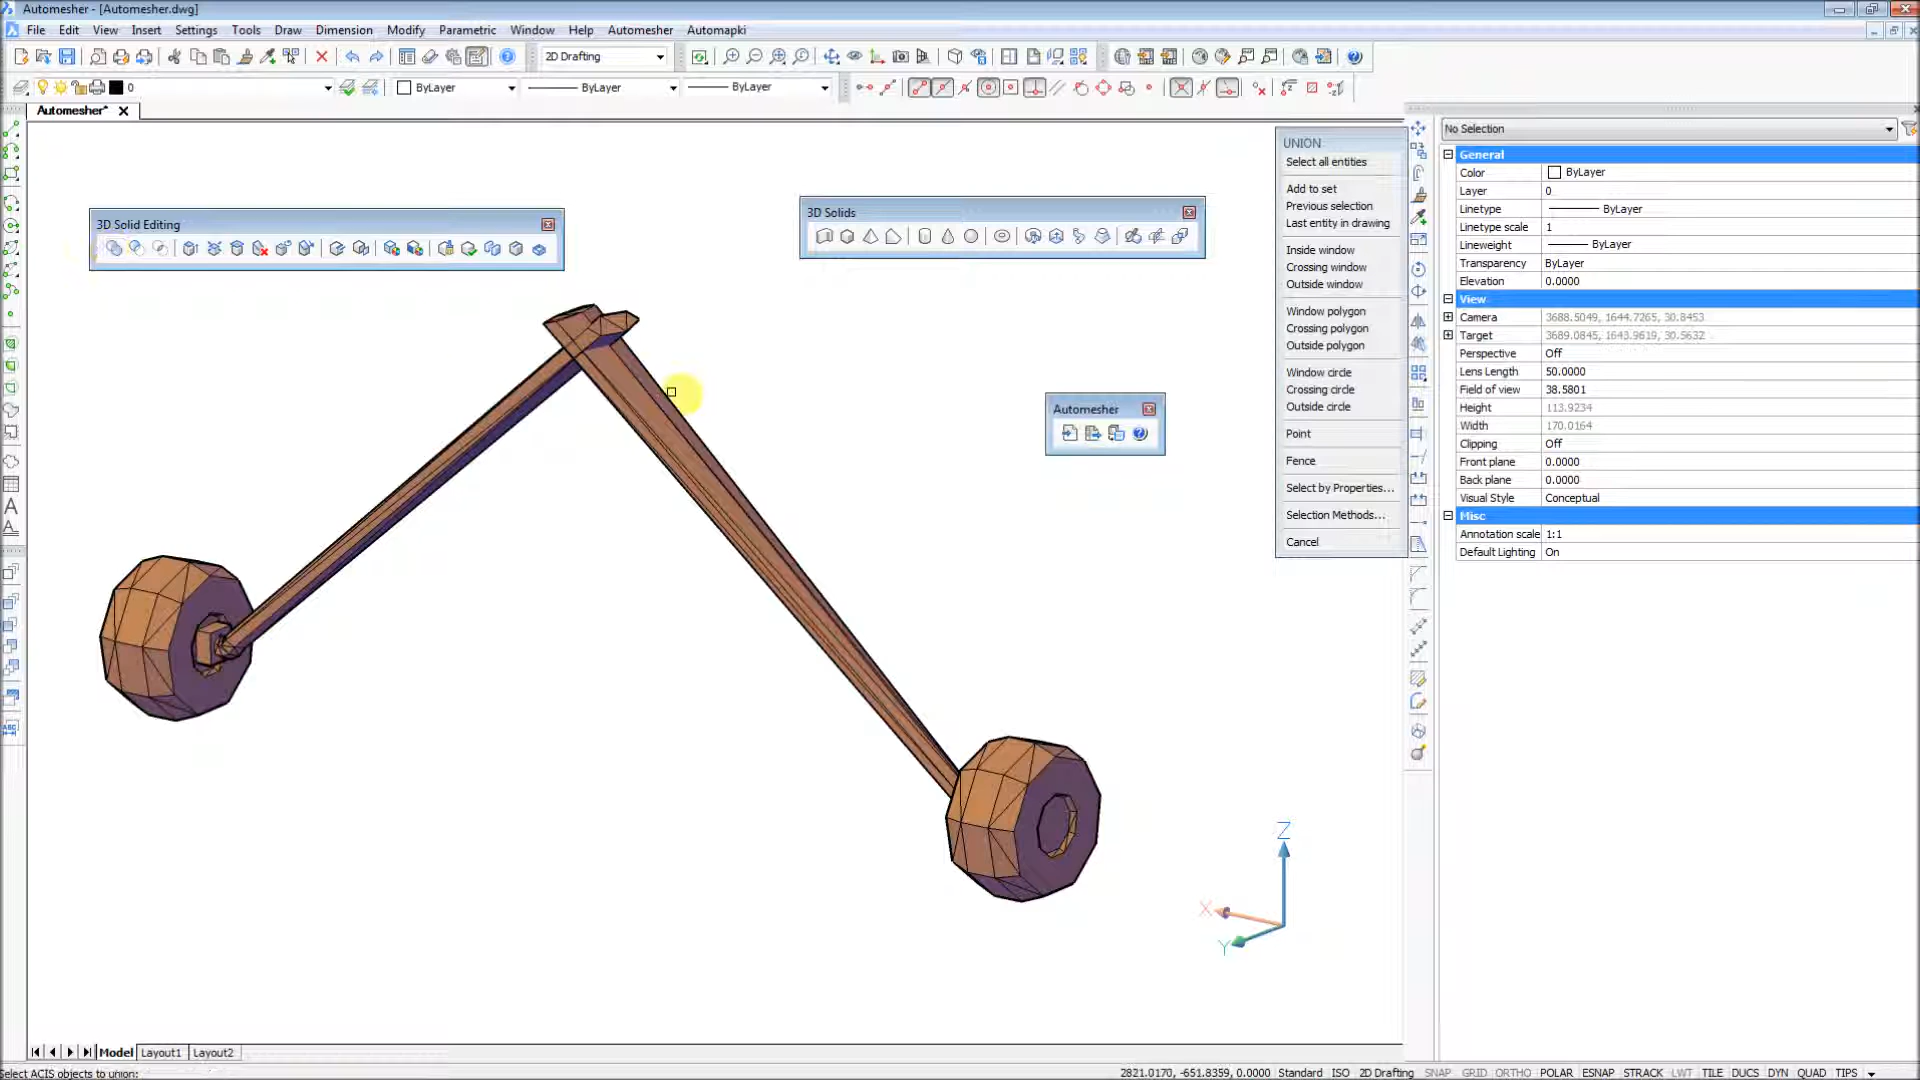 Automesher - [Automesher.dwg]
File Edit View Insert Settings Tools Draw Dimension Modify Parametric Window Help Automesher Automapki
2D Drafting
0 ByLayer ByLayer ByLayer
Automesher*
No Selection
General
Color ByLayer
Layer 0
Linetype ByLayer
Linetype scale 1
Lineweight ByLayer
Transparency ByLayer
Elevation 0.0000
View
Camera 3688.5049, 1644.7265, 30.8453
Target 3689.0845, 1643.9619, 30.5632
Perspective Off
Lens Length 50.0000
Field of view 38.5801
Height 113.9234
Width 170.0164
Clipping Off
Front plane 0.0000
Back plane 0.0000
Visual Style Conceptual
Misc
Annotation scale 1:1
Default Lighting On
UNION
Select all entities
Add to set
Previous selection
Last entity in drawing
Inside window
Crossing window
Outside window
Window polygon
Crossing polygon
Outside polygon
Window circle
Crossing circle
Outside circle
Point
Fence
Select by Properties...
Selection Methods...
Cancel
3D Solid Editing
3D Solids
Automesher
A
A
ABC
Z
X
Y
Model Layout1 Layout2
Select ACIS objects to union:
2821.0170, -651.8359, 0.0000 Standard ISO 2D Drafting SNAP GRID ORTHO POLAR ESNAP STRACK LWT TILE DUCS DYN QUAD TIPS